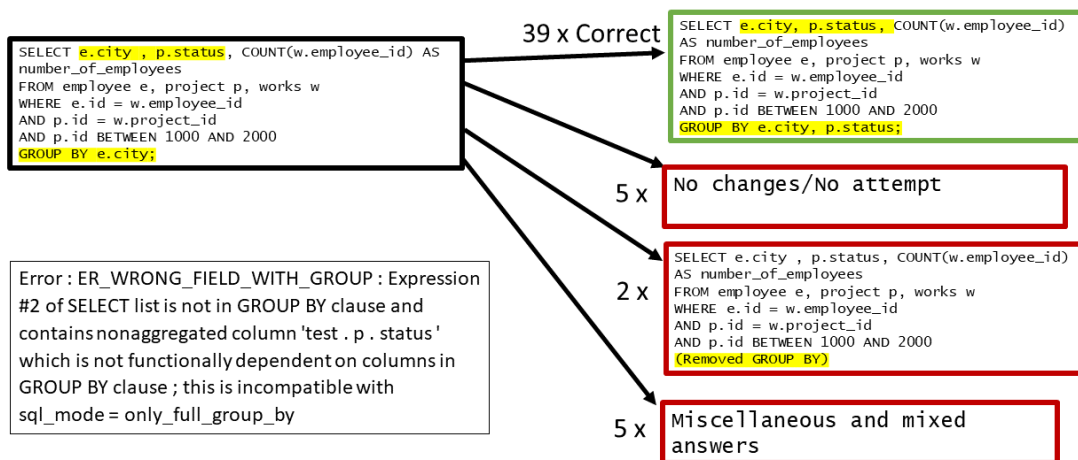 SELECT e.city , p.status, COUNT(w.employee_id) AS
number_of_employees
FROM employee e, project p, works w
WHERE e.id = w.employee_id
AND p.id = w.project_id
AND p.id BETWEEN 1000 AND 2000
GROUP BY e.city;
Error : ER_WRONG_FIELD_WITH_GROUP : Expression
#2 of SELECT list is not in GROUP BY clause and
contains nonaggregated column 'test . p . status '
which is not functionally dependent on columns in
GROUP BY clause ; this is incompatible with
sql_mode = only_full_group_by
39 x Correct
SELECT e.city, p.status, COUNT(w.employee_id)
AS number_of_employees
FROM employee e, project p, works w
WHERE e.id = w.employee_id
AND p.id = w.project_id
AND p.id BETWEEN 1000 AND 2000
GROUP BY e.city, p.status;
5 x
No changes/No attempt
2 x
SELECT e.city , p.status, COUNT(w.employee_id)
AS number_of_employees
FROM employee e, project p, works w
WHERE e.id = w.employee_id
AND p.id = w.project_id
AND p.id BETWEEN 1000 AND 2000
(Removed GROUP BY)
5 x
Miscellaneous and mixed
answers